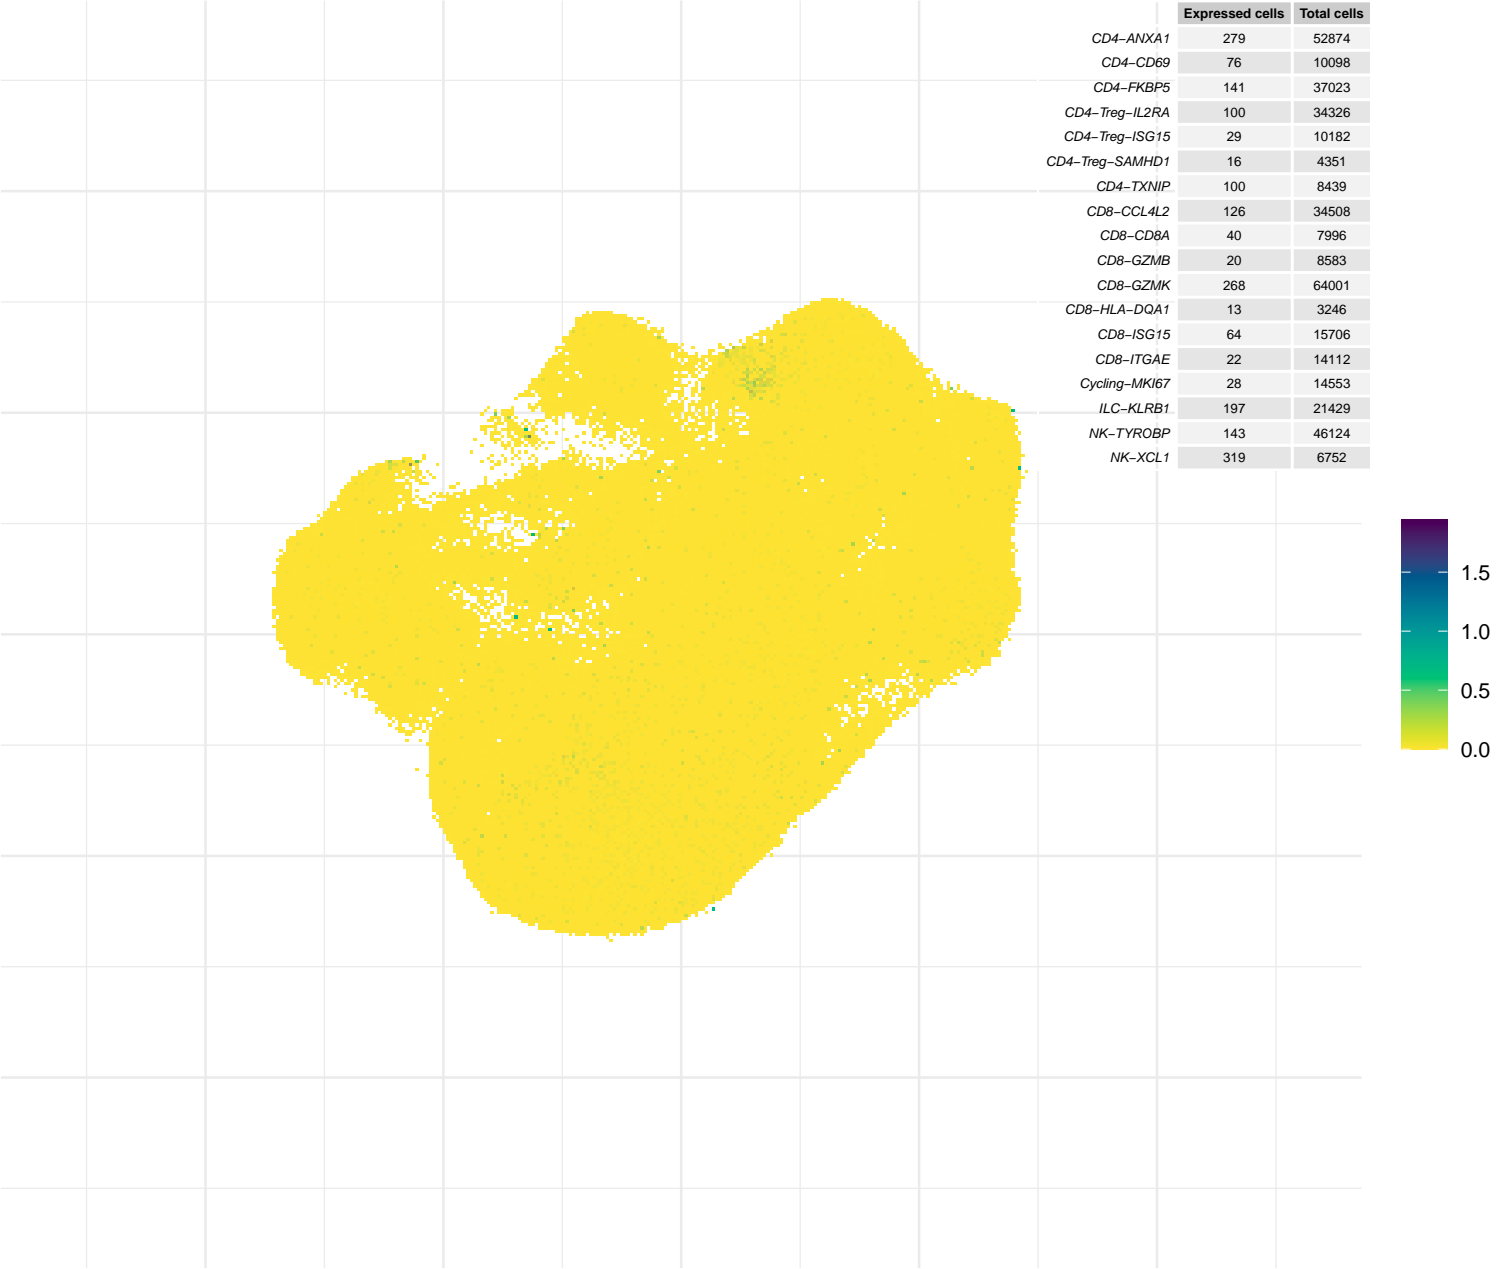 Expressed cells Total cells
CD4−ANXA1 279 52874
CD4−CD69 76 10098
CD4−FKBP5 141 37023
CD4−Treg−IL2RA 100 34326
CD4−Treg−ISG15 29 10182
CD4−Treg−SAMHD1 16 4351
CD4−TXNIP 100 8439
CD8−CCL4L2 126 34508
CD8−CD8A 40 7996
CD8−GZMB 20 8583
CD8−GZMK 268 64001
CD8−HLA−DQA1 13 3246
CD8−ISG15 64 15706
CD8−ITGAE 22 14112
Cycling−MKI67 28 14553
ILC−KLRB1 197 21429
NK−TYROBP 143 46124
NK−XCL1 319 6752
1.5
1.0
0.5
0.0